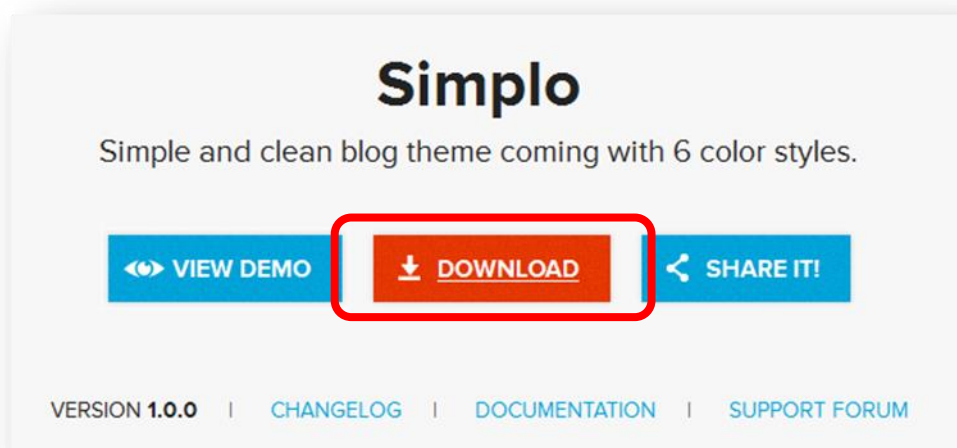 Simplo
Simple and clean blog theme coming with 6 color styles.
VIEW DEMO DOWNLOAD SHARE IT!
VERSION 1.0.0 | CHANGELOG | DOCUMENTATION | SUPPORT FORUM